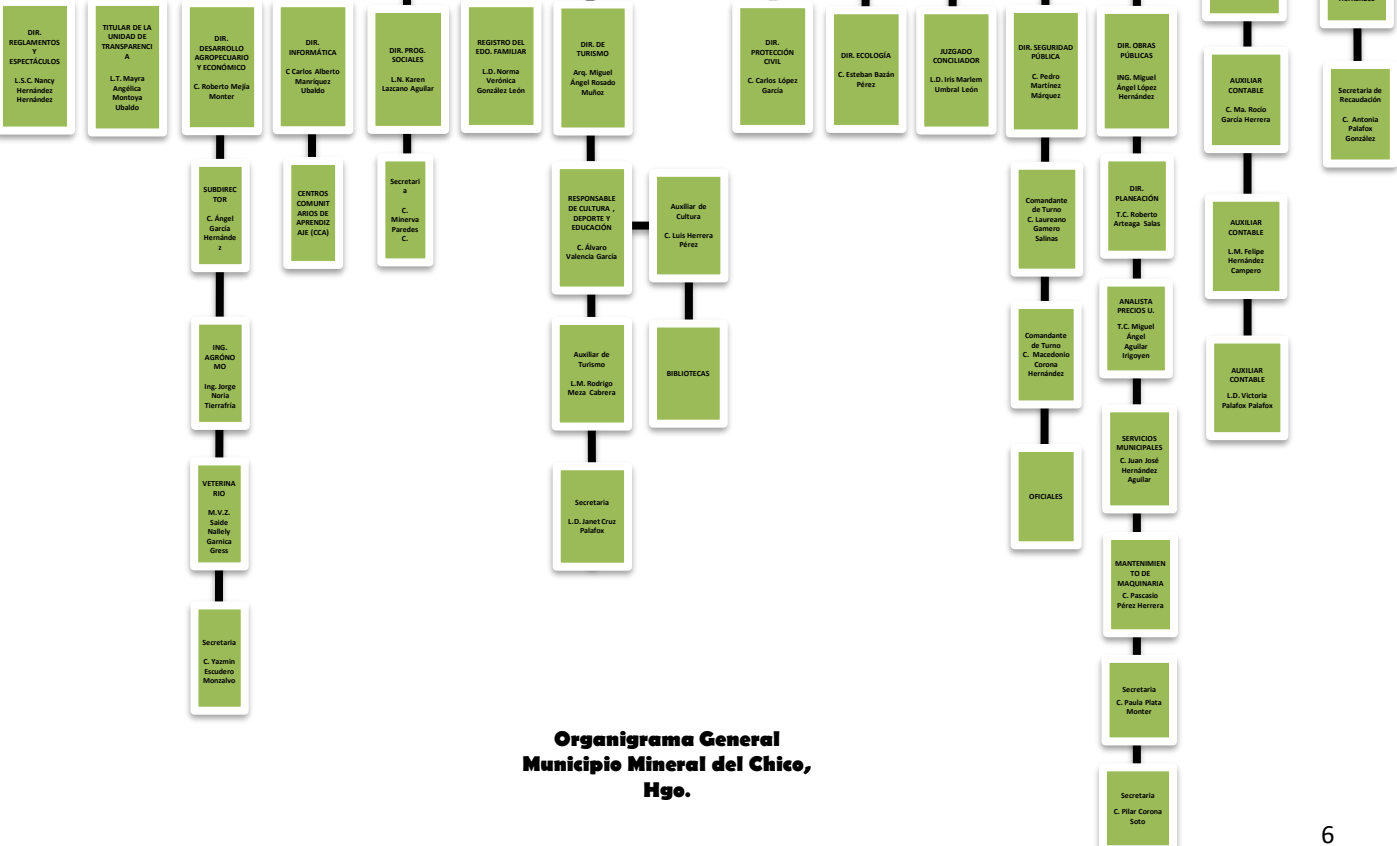 DIR.
REGLAMENTOS
Y
ESPECTÁCULOS
L.S.C. Nancy
Hernández
Hernández
TITULAR DE LA
UNIDAD DE
TRANSPARENCI
A
L.T. Mayra
Angélica
Montoya
Ubaldo
DIR.
DESARROLLO
AGROPECUARIO
Y ECONÓMICO
C. Roberto Mejía
Monter
DIR.
INFORMÁTICA
C Carlos Alberto
Manríquez
Ubaldo
DIR. PROG.
SOCIALES
L.N. Karen
Lazcano Aguilar
REGISTRO DEL
EDO. FAMILIAR
L.D. Norma
Verónica
González León
DIR. DE
TURISMO
Arq. Miguel
Ángel Rosado
Muñoz
DIR.
PROTECCIÓN
CIVIL
C. Carlos López
García
DIR. ECOLOGÍA
C. Esteban Bazán
Pérez
JUZGADO
CONCILIADOR
L.D. Iris Marlem
Umbral León
DIR. SEGURIDAD
PÚBLICA
C. Pedro
Martínez
Márquez
DIR. OBRAS
PÚBLICAS
ING. Miguel
Ángel López
Hernández
AUXILIAR
CONTABLE
C. Ma. Rocío
García Herrera
Secretaria de
Recaudación
C. Antonia
Palafox
González
SUBDIREC
TOR
C. Ángel
García
Hernánde
z
CENTROS
COMUNIT
ARIOS DE
APRENDIZ
AJE (CCA)
Secretari
a
C.
Minerva
Paredes
C.
RESPONSABLE
DE CULTURA ,
DEPORTE Y
EDUCACIÓN
C. Álvaro
Valencia García
Auxiliar de
Cultura
C. Luis Herrera
Pérez
Comandante
de Turno
C. Laureano
Gamero
Salinas
DIR.
PLANEACIÓN
T.C. Roberto
Arteaga Salas
AUXILIAR
CONTABLE
L.M. Felipe
Hernández
Campero
ING.
AGRÓNO
MO
Ing. Jorge
Noria
Tierrafría
Auxiliar de
Turismo
L.M. Rodrigo
Meza Cabrera
BIBLIOTECAS
Comandante
de Turno
C. Macedonio
Corona
Hernández
ANALISTA
PRECIOS U.
T.C. Miguel
Ángel
Aguilar
Irigoyen
AUXILIAR
CONTABLE
L.D. Victoria
Palafox Palafox
VETERINA
RIO
M.V.Z.
Saide
Nallely
Garnica
Gress
Secretaria
L.D. Janet Cruz
Palafox
OFICIALES
SERVICIOS
MUNICIPALES
C. Juan José
Hernández
Aguilar
MANTENIMIEN
TO DE
MAQUINARIA
C. Pascasio
Pérez Herrera
Secretaria
C. Yazmin
Escudero
Monzalvo
Secretaria
C. Paula Plata
Monter
Secretaria
C. Pilar Corona
Soto
Organigrama General
Municipio Mineral del Chico,
Hgo.
6